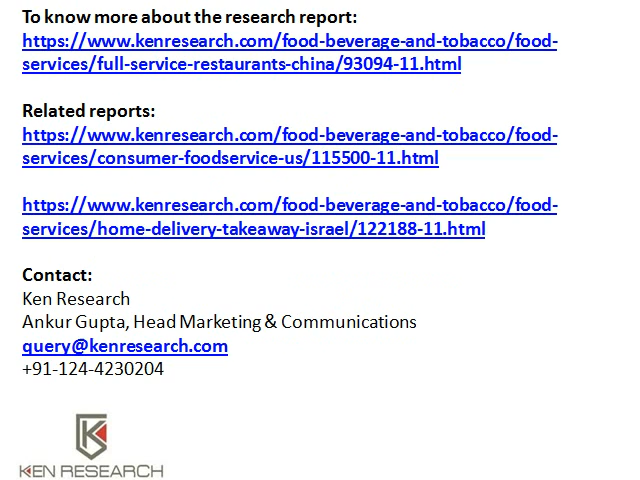 To know more about the research report:
https://www.kenresearch.com/food-beverage-and-tobacco/food-
services/full-service-restaurants-china/93094-11.html
Related reports:
https://www.kenresearch.com/food-beverage-and-tobacco/food-
services/consumer-foodservice-us/115500-11.html
https://www.kenresearch.com/food-beverage-and-tobacco/food-
services/home-delivery-takeaway-israel/122188-11.html
Contact:
Ken Research
Ankur Gupta, Head Marketing & Communications
query@kenresearch.com
+91-124-4230204
KEN RESEARCH